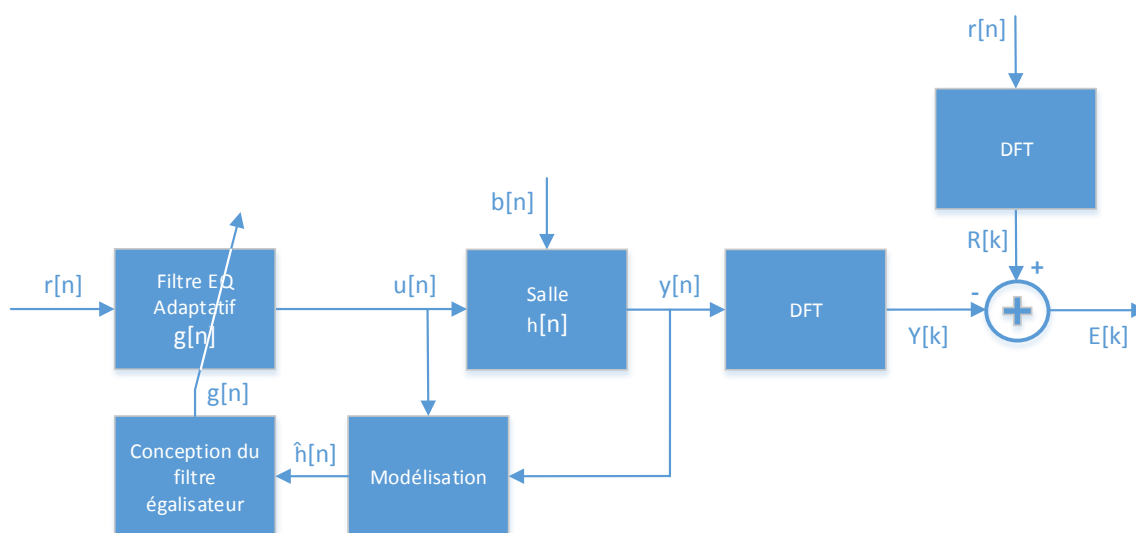 r[n]
DFT
R[k]
+
b[n]
r[n]
Filtre EQ
Adaptatif
g[n]
u[n]
Salle
h[n]
y[n]
DFT
-
Y[k]
E[k]
g[n]
Conception du
filtre
égalisateur
ĥ[n]
Modélisation